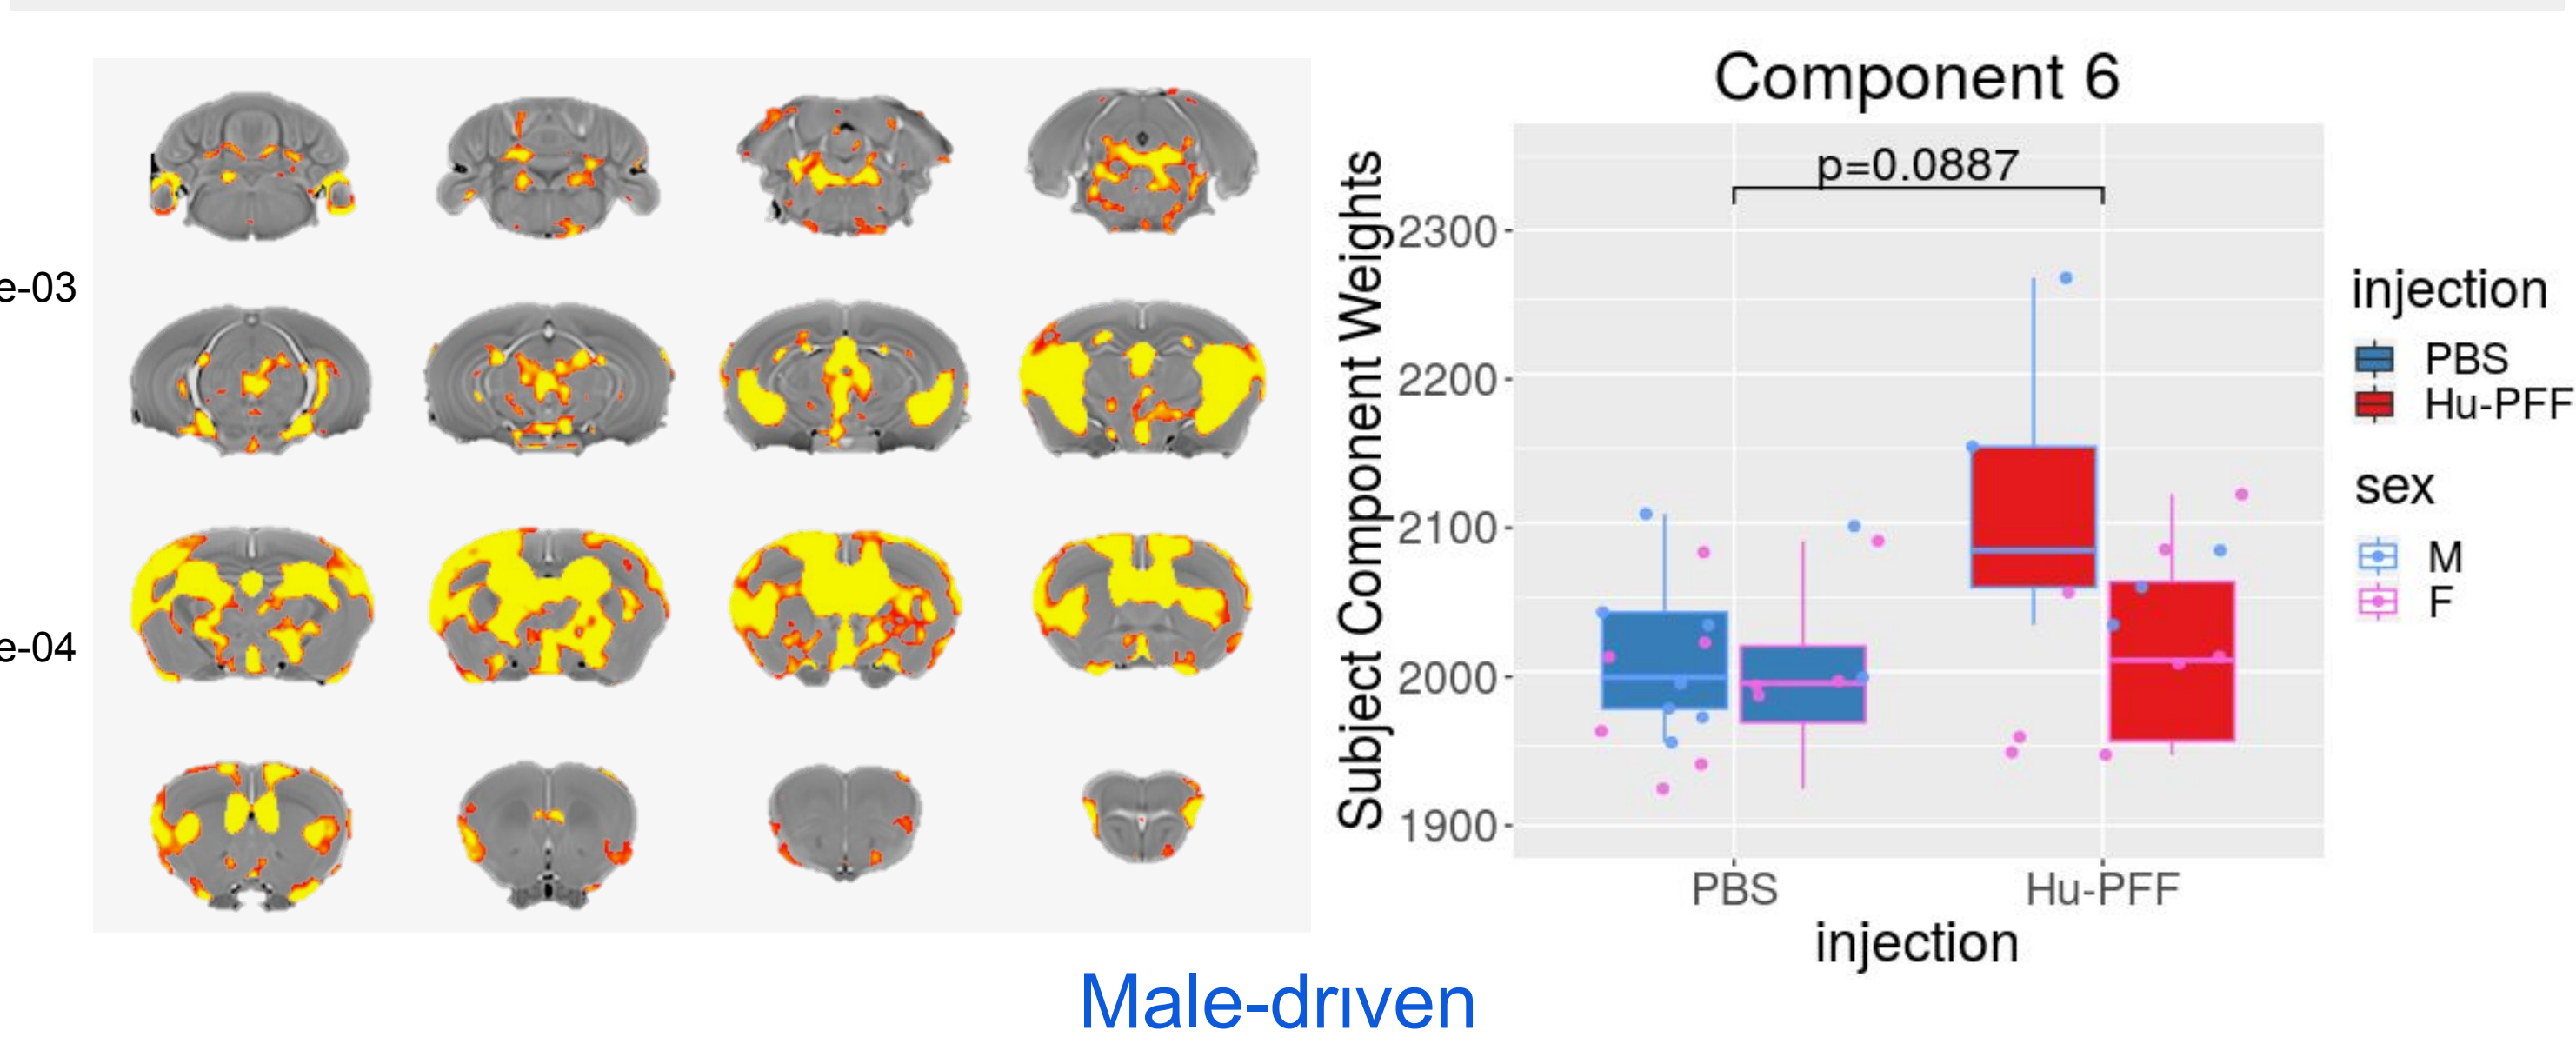 Component 6
p=0.0887
Subject Component Weights
2300
2200
2100
2000
1900
PBS
Hu-PFF
injection
injection
PBS
Hu-PFF
sex
M
F
e-03
e-04
Male-drıven